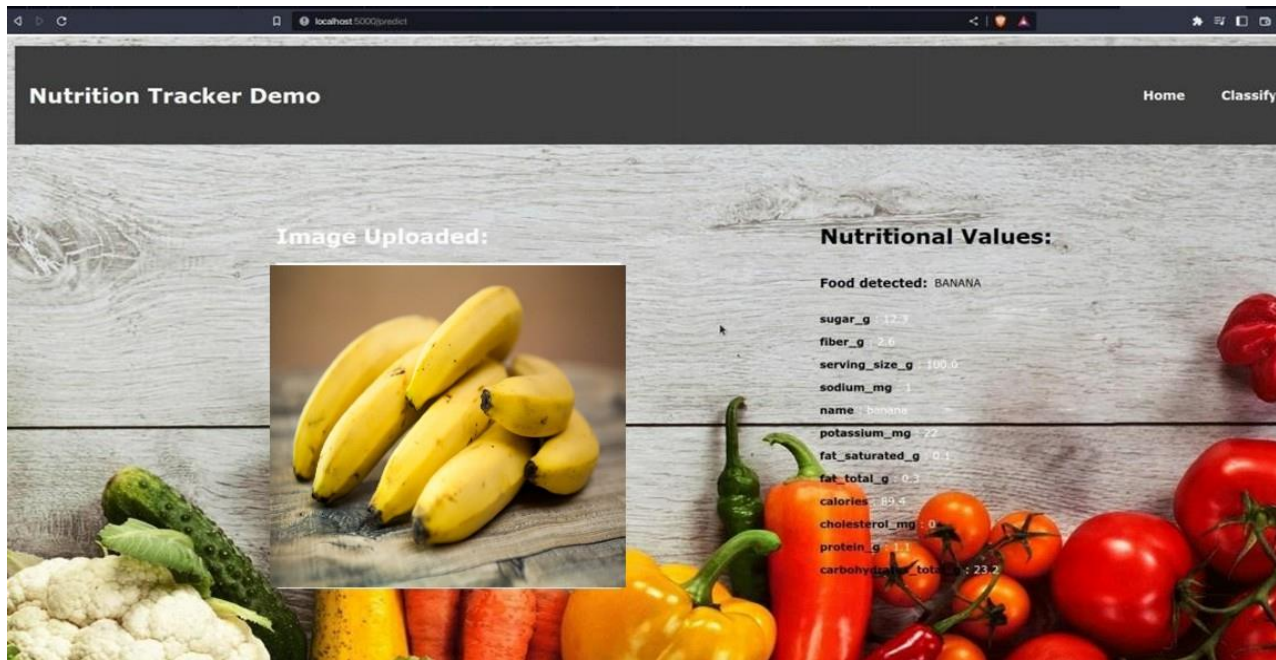 localhost:5000/predict
Nutrition Tracker Demo
Home Classify
Image Uploaded:
Nutritional Values:
Food detected: BANANA
sugar_g : 12.3
fiber_g : 2.6
serving_size_g : 100.0
sodium_mg : 1
name : banana
potassium_mg : 22
fat_saturated_g : 0.1
fat_total_g : 0.3
calories : 89.4
cholesterol_mg : 0
protein_g : 1.1
carbohydrates_total_g : 23.2